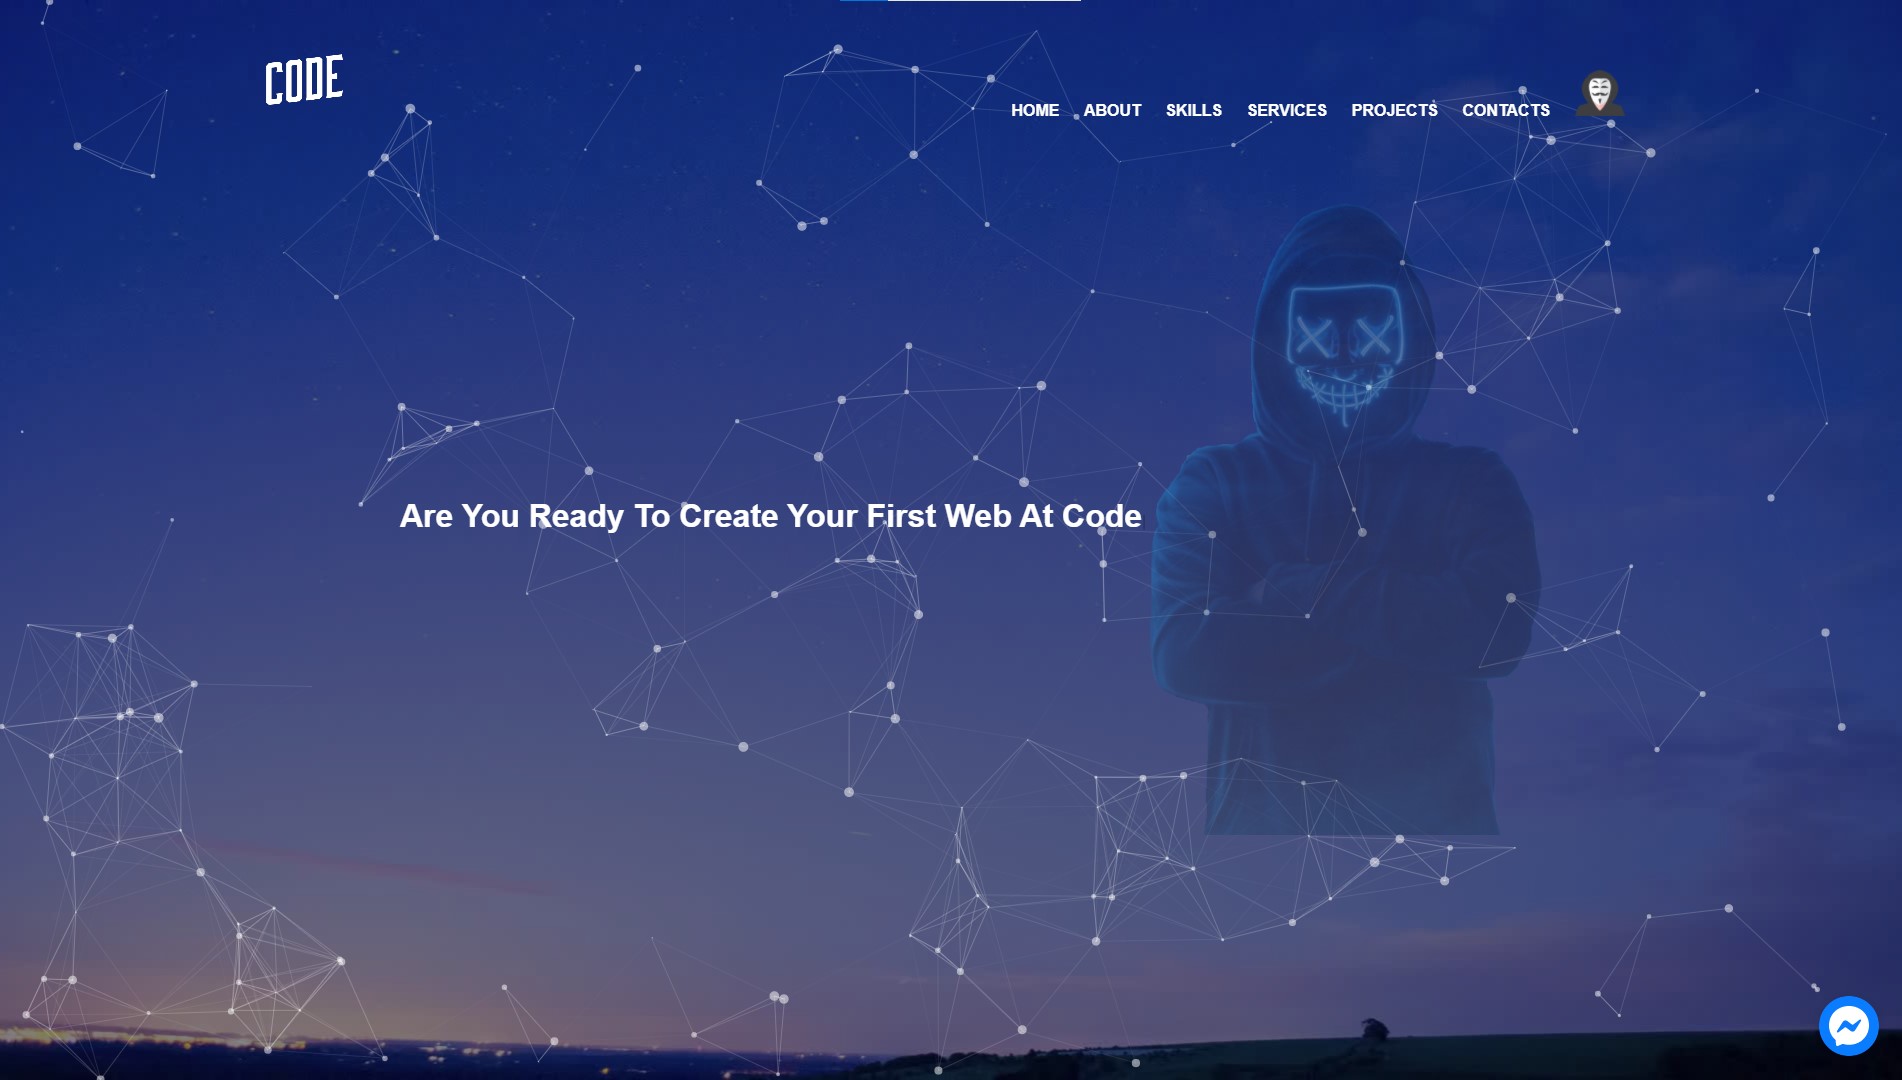 CODE
HOME ABOUT SKILLS SERVICES PROJECTS CONTACTS
Are You Ready To Create Your First Web At Code